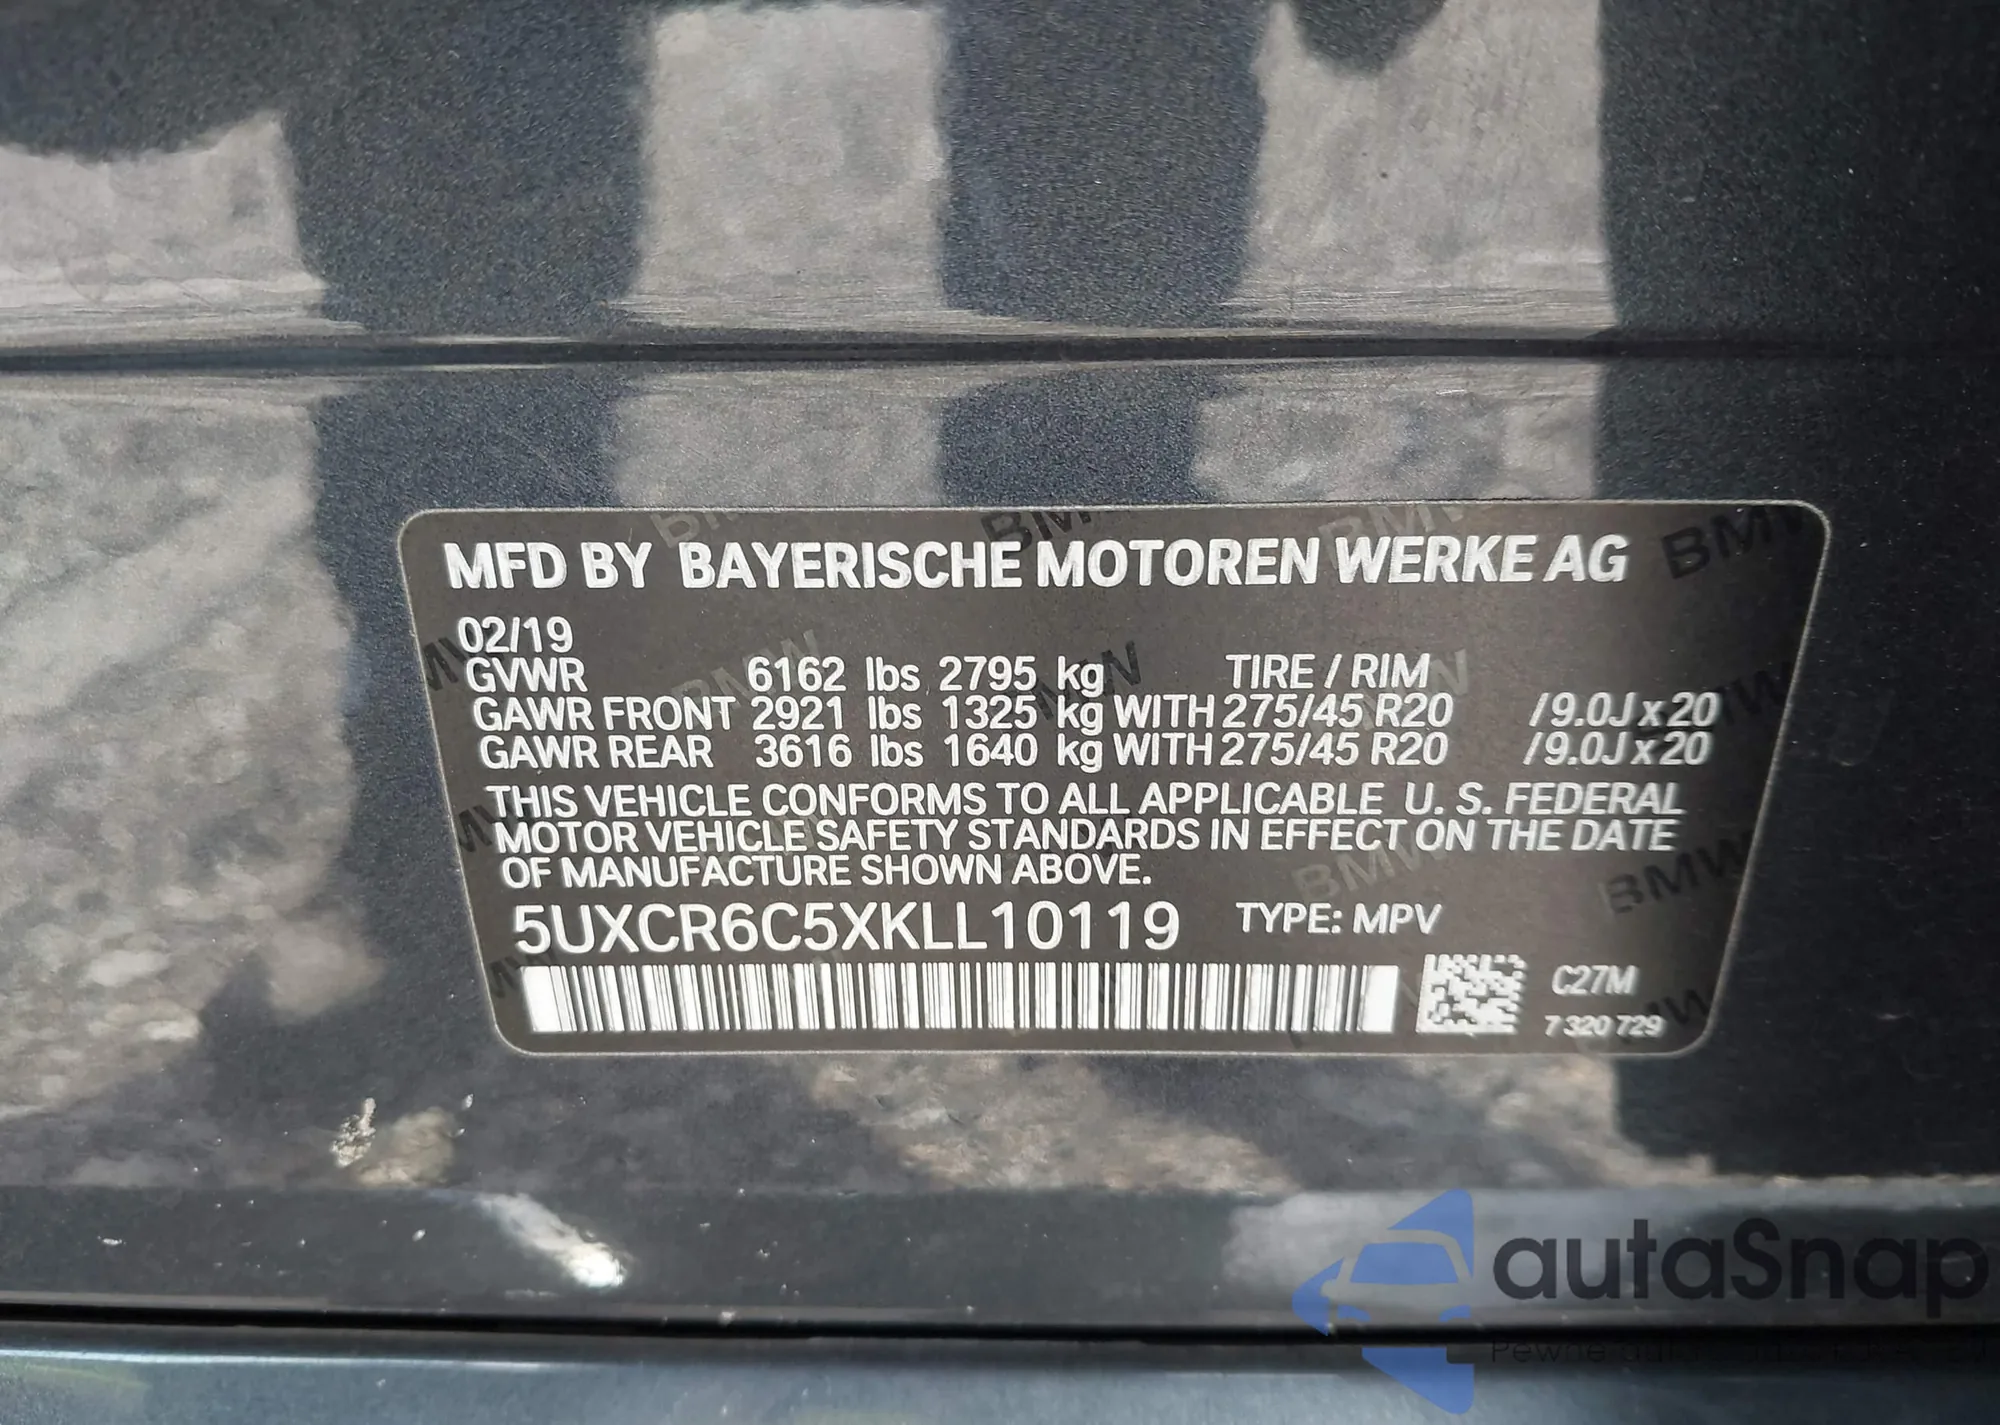 MFD BY BAYERISCHE MOTOREN WERKE AG
02/19
GVWR 6162 lbs 2795 kg TIRE / RIM
GAWR FRONT 2921 lbs 1325 kg WITH 275/45 R20 /9.0J x 20
GAWR REAR 3616 lbs 1640 kg WITH 275/45 R20 /9.0J x 20
THIS VEHICLE CONFORMS TO ALL APPLICABLE U. S. FEDERAL
MOTOR VEHICLE SAFETY STANDARDS IN EFFECT ON THE DATE
OF MANUFACTURE SHOWN ABOVE.
5UXCR6C5XKLL10119 TYPE: MPV
C27M
7 320 729
autaSnap
Pewne auta